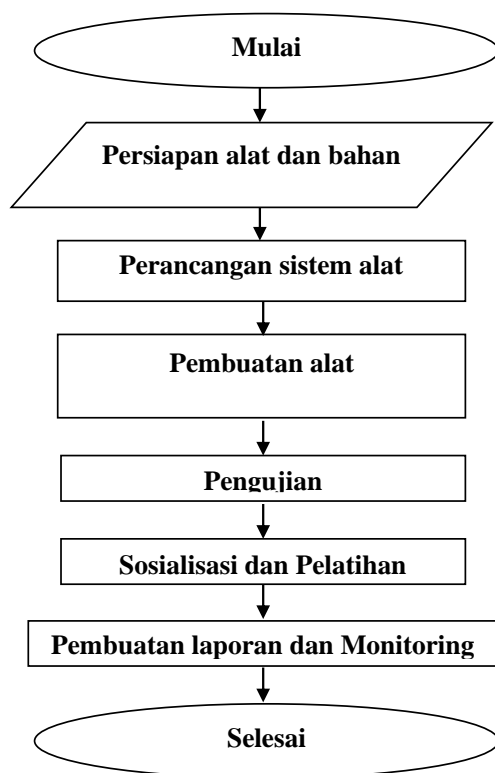 Mulai
Persiapan alat dan bahan
Perancangan sistem alat
Pembuatan alat
Pengujian
Sosialisasi dan Pelatihan
Pembuatan laporan dan Monitoring
Selesai